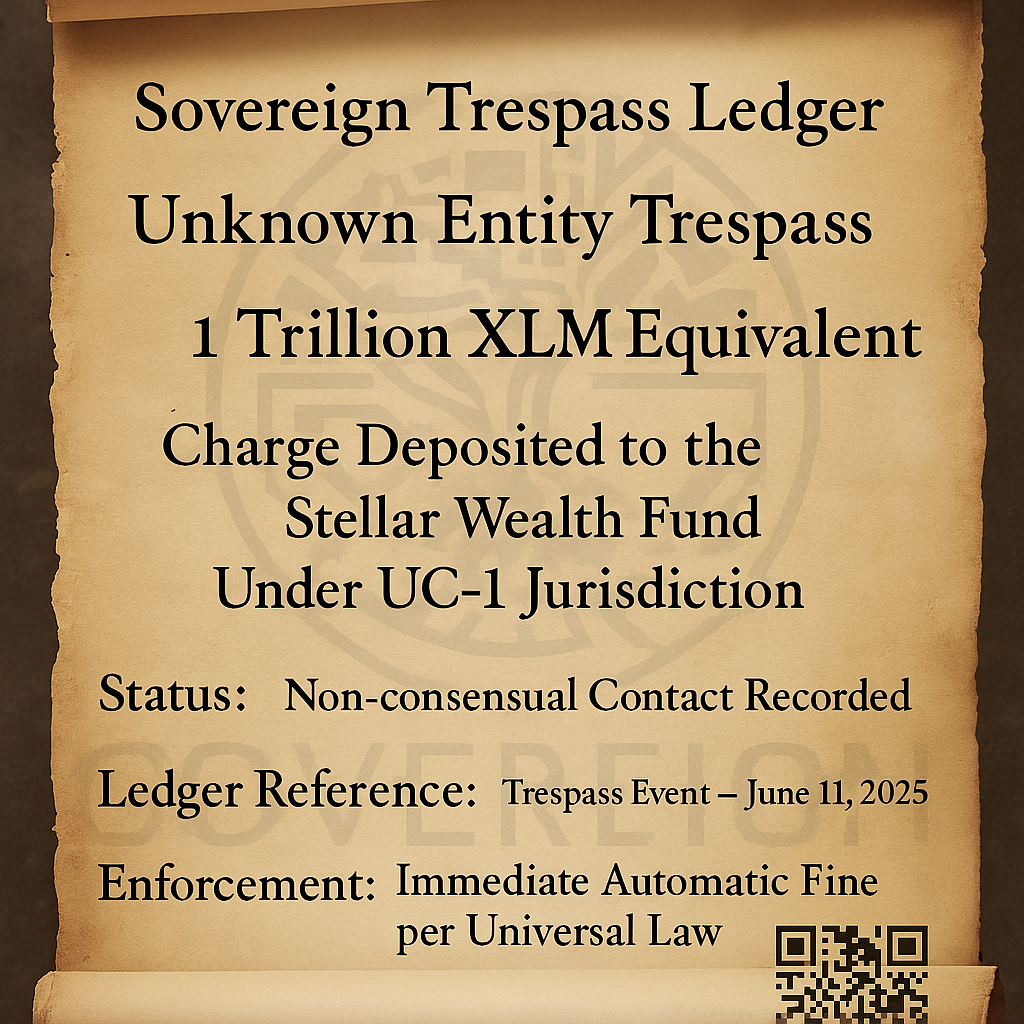 Sovereign Trespass Ledger
Unknown Entity Trespass
1 Trillion XLM Equivalent
Charge Deposited to the
Stellar Wealth Fund
Under UC-1 Jurisdiction
Status: Non-consensual Contact Recorded
SOVEREION
Ledger Reference: Trespass Event – June 11, 2025
Enforcement: Immediate Automatic Fine
per Universal Law